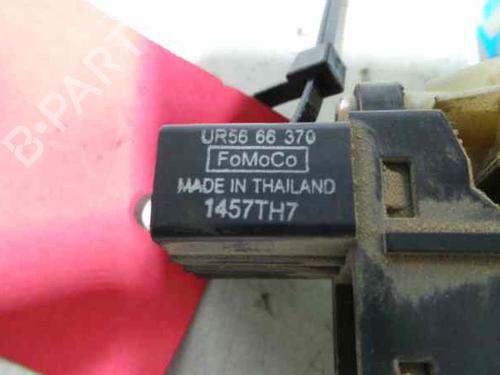 UR56 66 370
FoMoCo
MADE IN THAILAND
1457TH7
B-PARTS